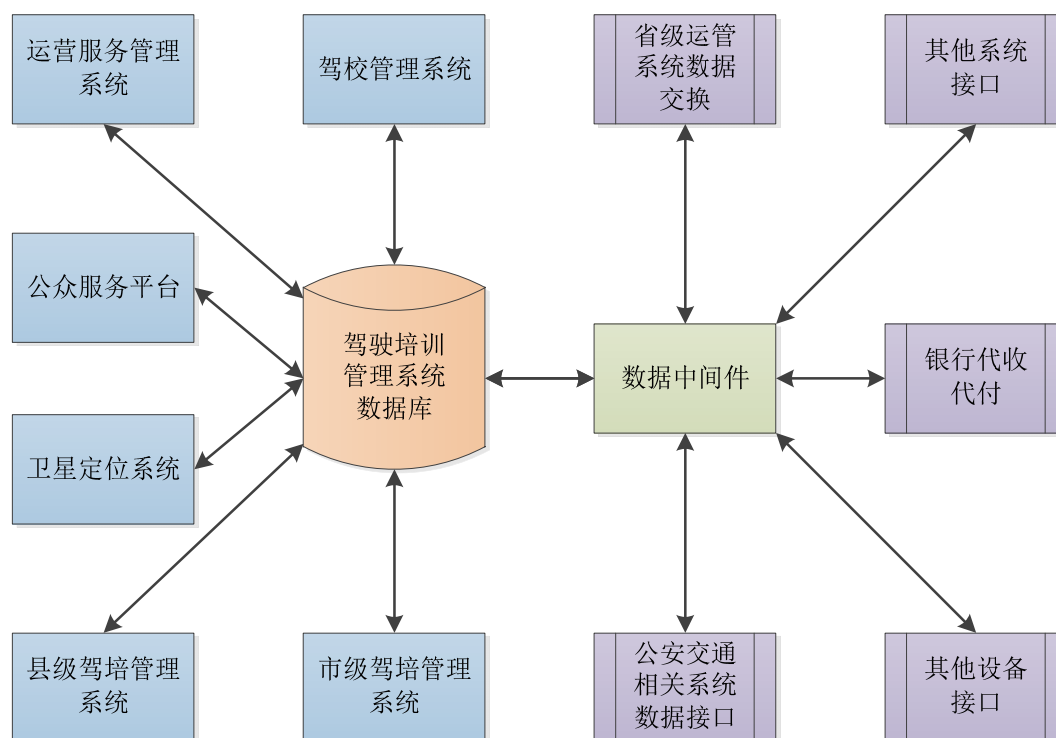 运营服务管理
系统
驾校管理系统
省级运管
系统数据
交换
其他系统
接口
公众服务平台
驾驶培训
管理系统
数据库
数据中间件
银行代收
代付
卫星定位系统
县级驾培管理
系统
市级驾培管理
系统
公安交通
相关系统
数据接口
其他设备
接口